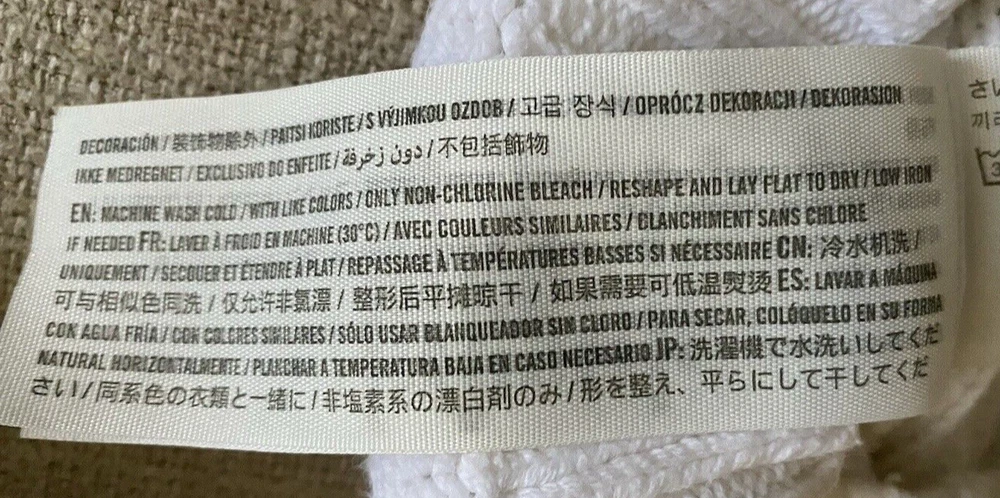 DECORACIÓN / 裝饰物除外 / PAITSI KORISTE / S VÝJIMKOU OZDOB / 고급 장식 / OPRÓCZ DEKORACJI / DEKORASJON
IKKE MEDREGNET / EXCLUSIVO DO ENFEITE / دون زخرفة / 不包括飾物
EN: MACHINE WASH COLD / WITH LIKE COLORS / ONLY NON-CHLORINE BLEACH / RESHAPE AND LAY FLAT TO DRY / LOW IRON
IF NEEDED FR: LAVER À FROID EN MACHINE (30°C) / AVEC COULEURS SIMILAIRES / BLANCHIMENT SANS CHLORE
UNIQUEMENT / SECOUER ET ÉTENDRE À PLAT / REPASSAGE À TEMPÉRATURES BASSES SI NÉCESSAIRE CN: 冷水机洗 /
可与相似色同洗 / 仅允许非氯漂 / 整形后平摊晾干 / 如果需要可低温熨烫 ES: LAVAR A MÁQUINA
CON AGUA FRÍA / CON COLORES SIMILARES / SÓLO USAR BLANQUEADOR SIN CLORO / PARA SECAR, COLÓQUELO EN SU FORMA
NATURAL HORIZONTALMENTE / PLANCHAR A TEMPERATURA BAJA EN CASO NECESARIO JP: 洗濯機で水洗いしてくだ
さい / 同系色の衣類と一緒に / 非塩素系の漂白剤のみ / 形を整え、平らにして干してくだ
さい